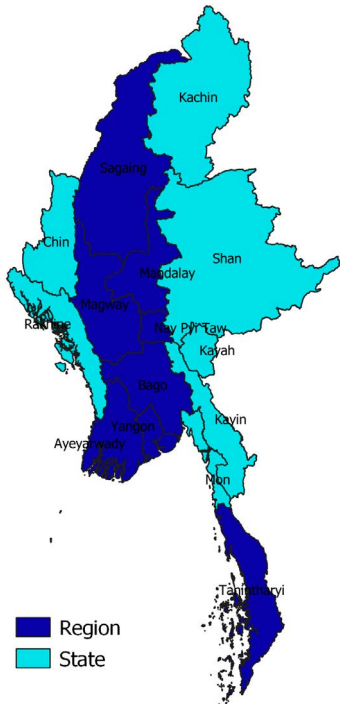 Kachin
Sagaing
Chin
Shan
Mandalay
Magway
Rakhine
Nay Pyi Taw
Kayah
Bago
Kayin
Yangon
Ayeyarwady
Mon
Tanintharyi
Region
State